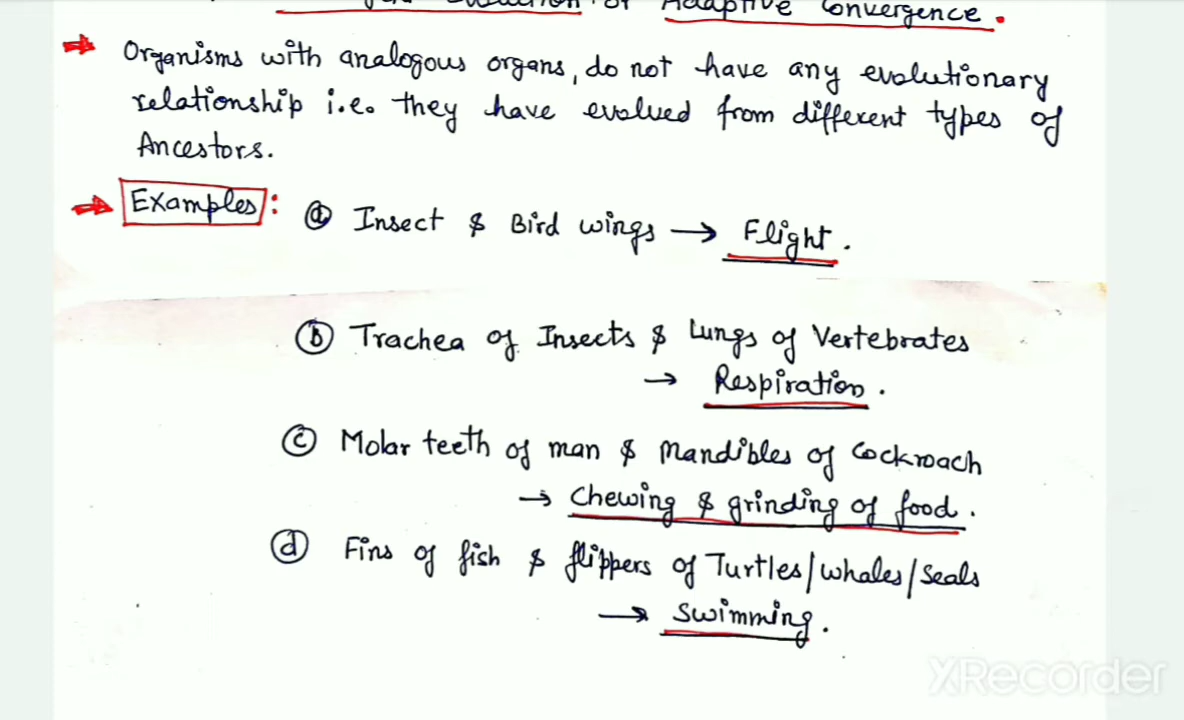 Evolution or Adaptive Convergence.
Organisms with analogous organs, do not have any evolutionary
relationship i.e. they have evolved from different types of
Ancestors.
Examples: ⓐ Insect & Bird wings → Flight.
ⓑ Trachea of Insects & Lungs of Vertebrates
→ Respiration.
ⓒ Molar teeth of man & Mandibles of Cockroach
→ Chewing & grinding of food.
ⓓ Fins of fish & flippers of Turtles/Whales/Seals
→ Swimming.
XRecorder